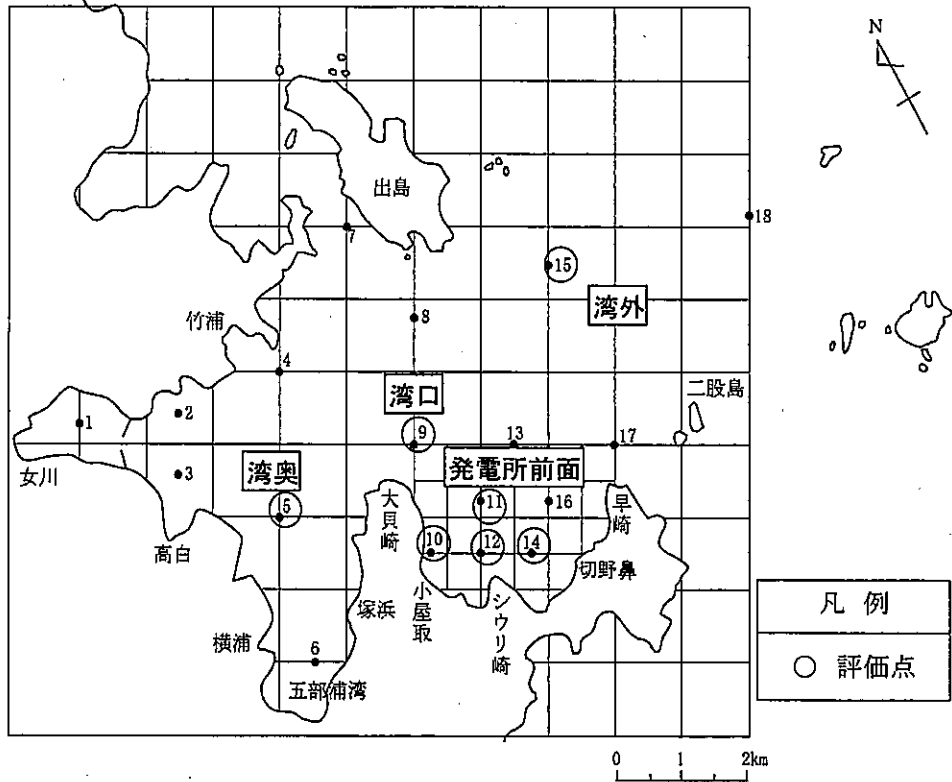 N
出島
18
7
15
湾外
竹浦
8
4
湾口
二股島
1
2
9
13
17
女川
3
湾奥
発電所前面
大貝崎
早崎
5
11
16
高白
10
12
14
切野鼻
塚浜
小屋取
シウリ崎
横浦
6
五部浦湾
凡例
○ 評価点
0 1 2km